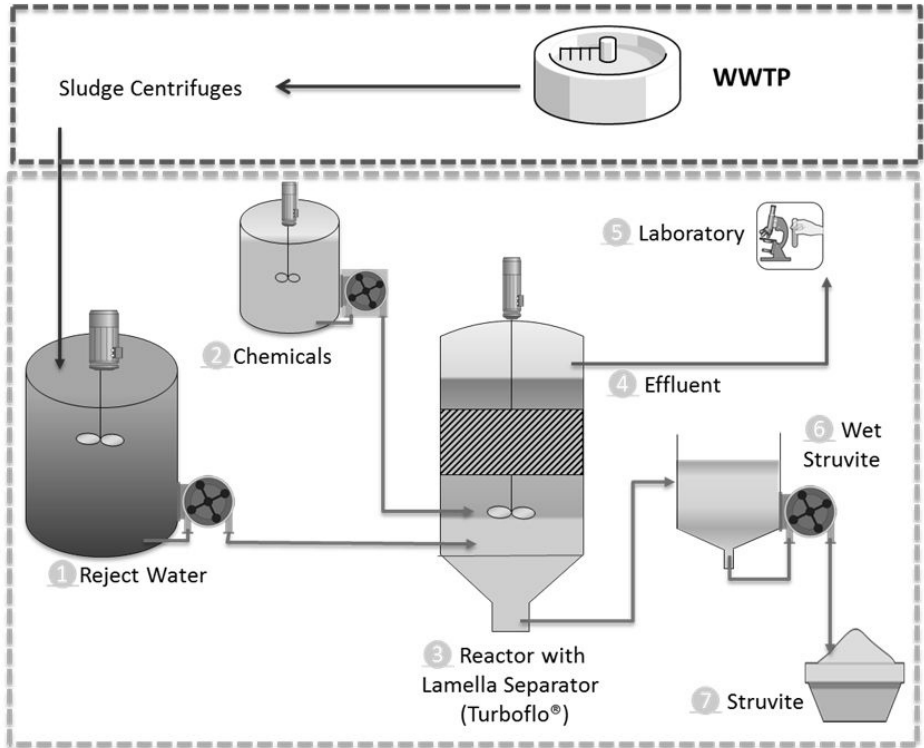 WWTP
Sludge Centrifuges
5 Laboratory
2 Chemicals
4 Effluent
6 Wet
Struvite
1 Reject Water
3 Reactor with
Lamella Separator
(Turboflo®)
7 Struvite